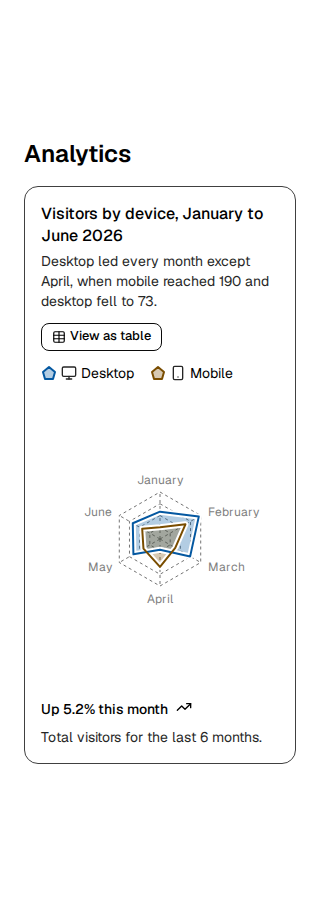 Analytics
Visitors by device, January to
June 2026
Desktop led every month except
April, when mobile reached 190 and
desktop fell to 73.
View as table
Desktop Mobile
January
June February
May March
April
Up 5.2% this month
Total visitors for the last 6 months.